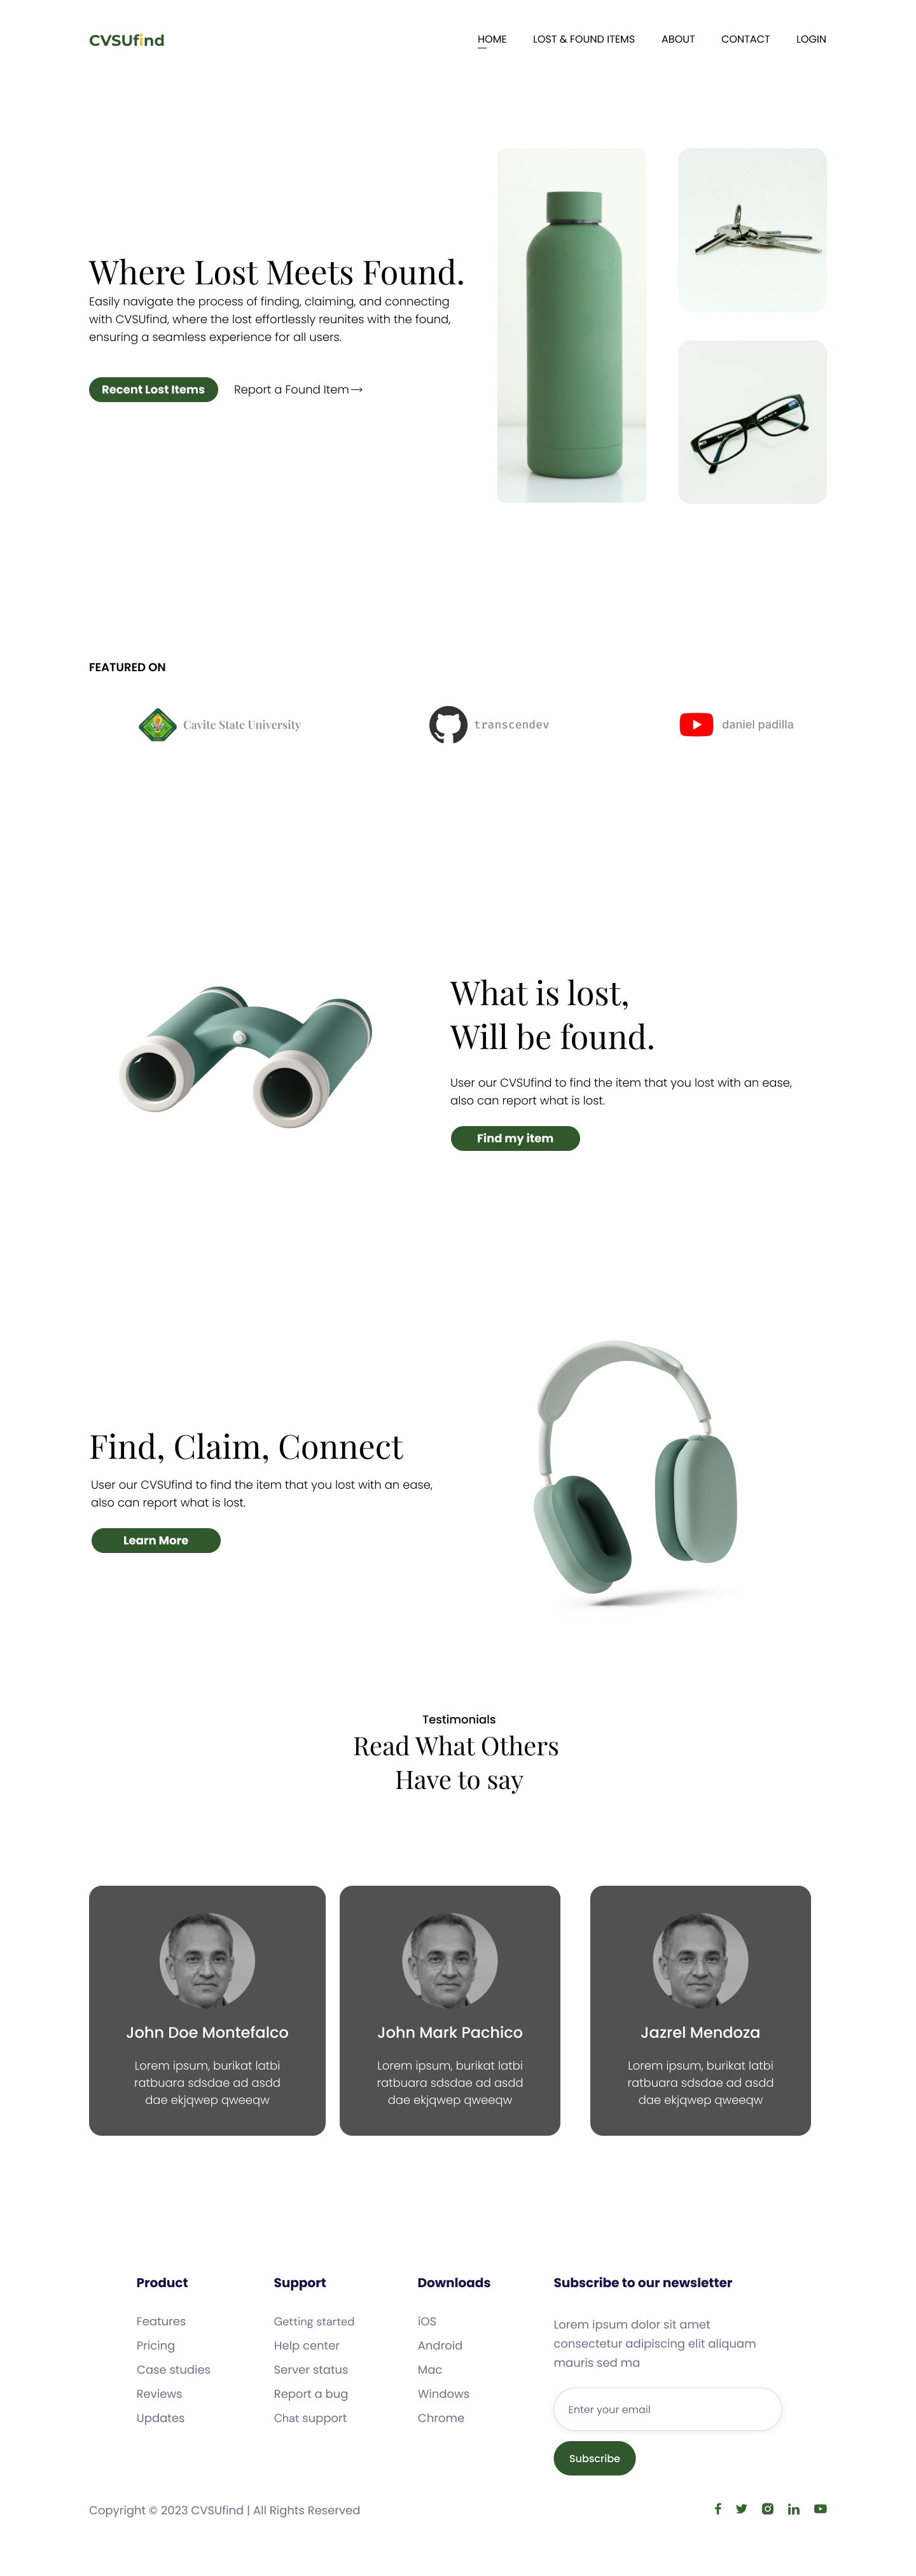 CVSUfind
HOME
LOST & FOUND ITEMS
ABOUT
CONTACT
LOGIN
Where Lost Meets Found.
Easily navigate the process of finding, claiming, and connecting
with CVSUfind, where the lost effortlessly reunites with the found,
ensuring a seamless experience for all users.
Recent Lost Items
Report a Found Item
FEATURED ON
Cavite State University
transcendev
daniel padilla
What is lost,
Will be found.
User our CVSUfind to find the item that you lost with an ease,
also can report what is lost.
Find my item
Find, Claim, Connect
User our CVSUfind to find the item that you lost with an ease,
also can report what is lost.
Learn More
Testimonials
Read What Others
Have to say
John Doe Montefalco
Lorem ipsum, burikat latbi
ratbuara sdsdae ad asdd
dae ekjqwep qweeqw
John Mark Pachico
Lorem ipsum, burikat latbi
ratbuara sdsdae ad asdd
dae ekjqwep qweeqw
Jazrel Mendoza
Lorem ipsum, burikat latbi
ratbuara sdsdae ad asdd
dae ekjqwep qweeqw
Product
Features
Pricing
Case studies
Reviews
Updates
Support
Getting started
Help center
Server status
Report a bug
Chat support
Downloads
iOS
Android
Mac
Windows
Chrome
Subscribe to our newsletter
Lorem ipsum dolor sit amet
consectetur adipiscing elit aliquam
mauris sed ma
Enter your email
Subscribe
Copyright © 2023 CVSUfind | All Rights Reserved